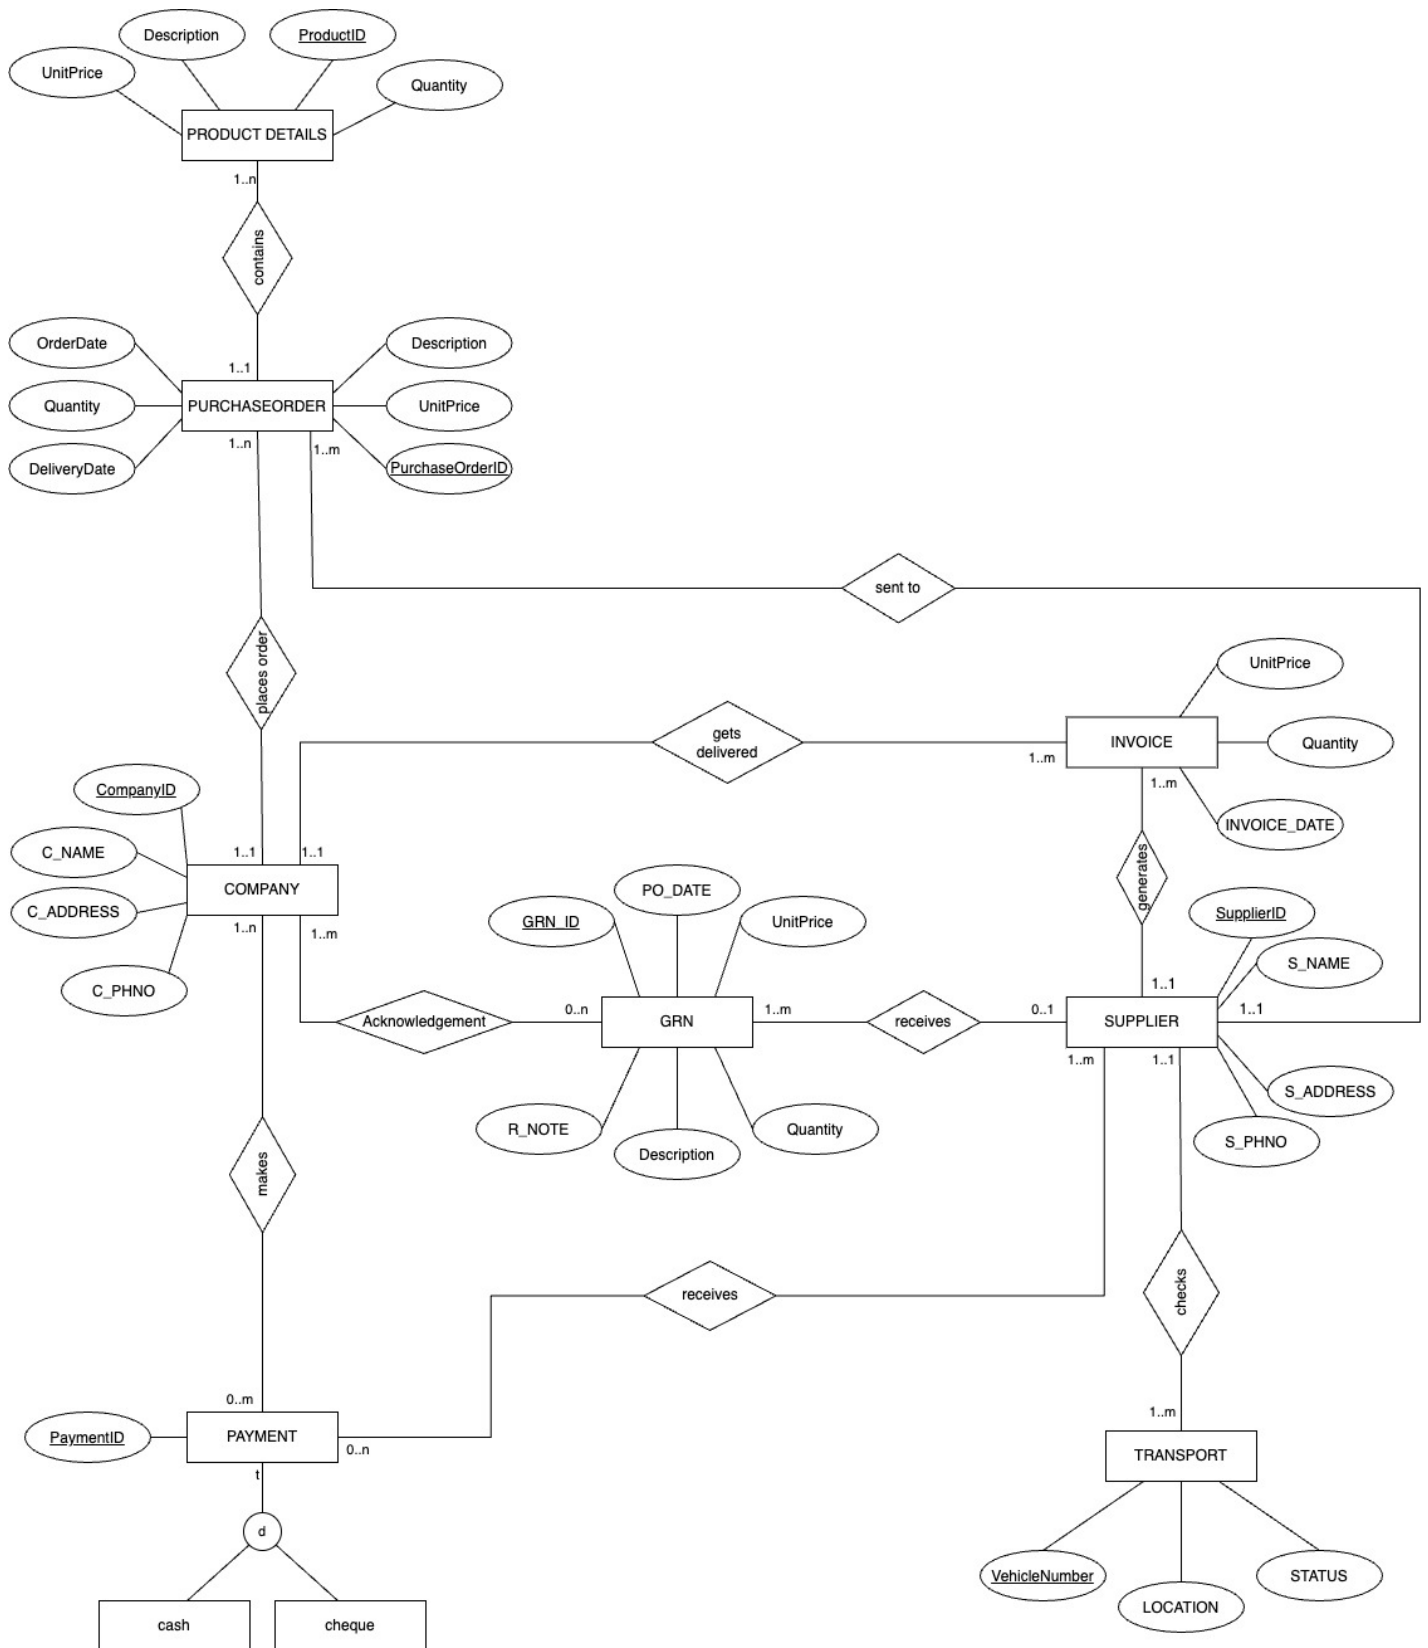 Description
ProductID
UnitPrice
Quantity
PRODUCT DETAILS
1..n
contains
1..1
OrderDate
Description
Quantity
PURCHASEORDER
UnitPrice
DeliveryDate
1..n
1..m
PurchaseOrderID
sent to
places order
UnitPrice
gets
delivered
INVOICE
Quantity
1..m
1..m
CompanyID
INVOICE_DATE
C_NAME
1..1
1..1
generates
COMPANY
PO_DATE
C_ADDRESS
GRN_ID
UnitPrice
SupplierID
1..n
1..m
S_NAME
C_PHNO
1..1
Acknowledgement
0..n
GRN
1..m
receives
0..1
SUPPLIER
1..1
1..m
1..1
S_ADDRESS
R_NOTE
Quantity
S_PHNO
Description
makes
receives
checks
0..m
1..m
PaymentID
PAYMENT
0..n
TRANSPORT
t
d
VehicleNumber
STATUS
LOCATION
cash
cheque